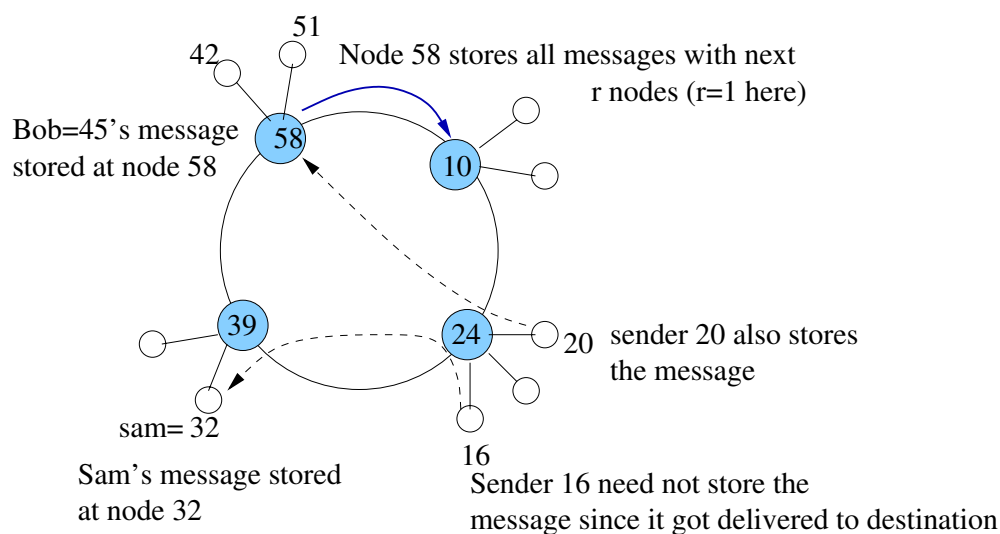 51
42
Node 58 stores all messages with next
r nodes (r=1 here)
Bob=45's message
stored at node 58
58
10
39
24
20
sender 20 also stores
the message
sam= 32
16
Sam's message stored
at node 32
Sender 16 need not store the
message since it got delivered to destination